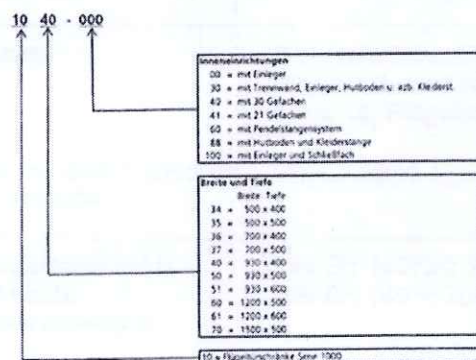 10 40 - 000
Inneneinrichtungen
00 = mit Einleger
30 = mit Trennwand, Einleger, Hutboden u. azb. Kleiderst.
40 = mit 30 Gefachen
41 = mit 21 Gefachen
60 = mit Pendelstangensystem
88 = mit Hutboden und Kleiderstange
100 = mit Einleger und Schließfach
Breite und Tiefe
Breite Tiefe
34 = 500 x 400
35 = 500 x 500
36 = 700 x 400
37 = 700 x 500
40 = 930 x 400
50 = 930 x 500
51 = 930 x 600
60 = 1200 x 500
61 = 1200 x 600
70 = 1500 x 500
10 = Flügeltürschränke Serie 1000